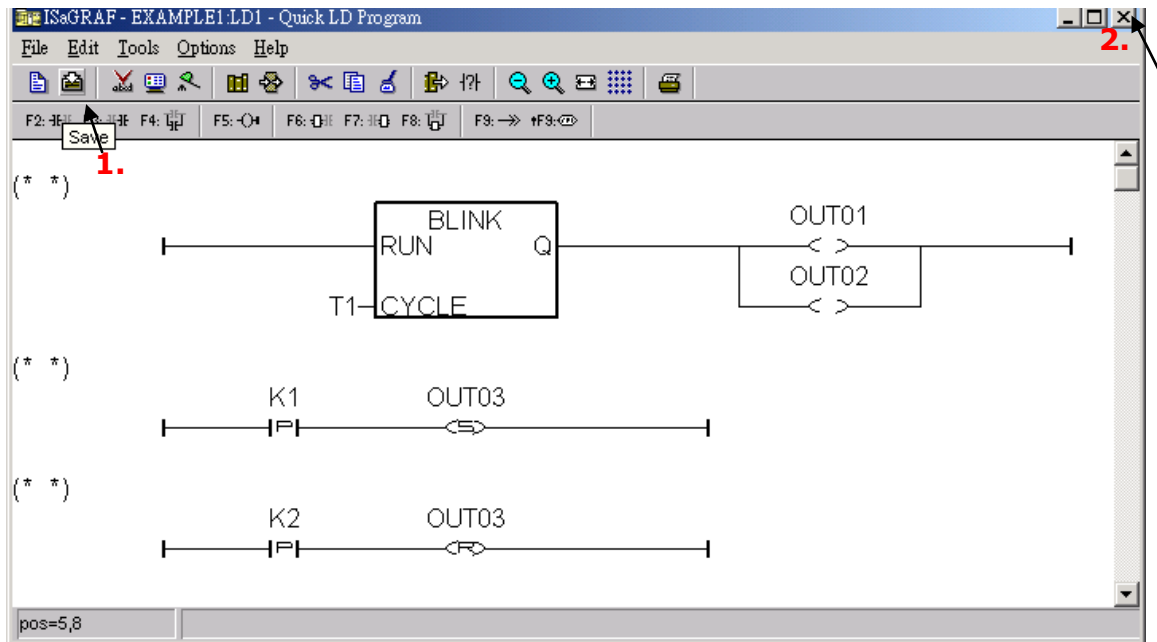 ISaGRAF - EXAMPLE1:LD1 - Quick LD Program
2.
File Edit Tools Options Help
F2: F4: F5: F6: F7: F8: F9: F9:
Save
1.
(* *)
BLINK
OUT01
RUN Q
OUT02
T1 CYCLE
(* *)
K1 OUT03
P S
(* *)
K2 OUT03
P R
pos=5,8